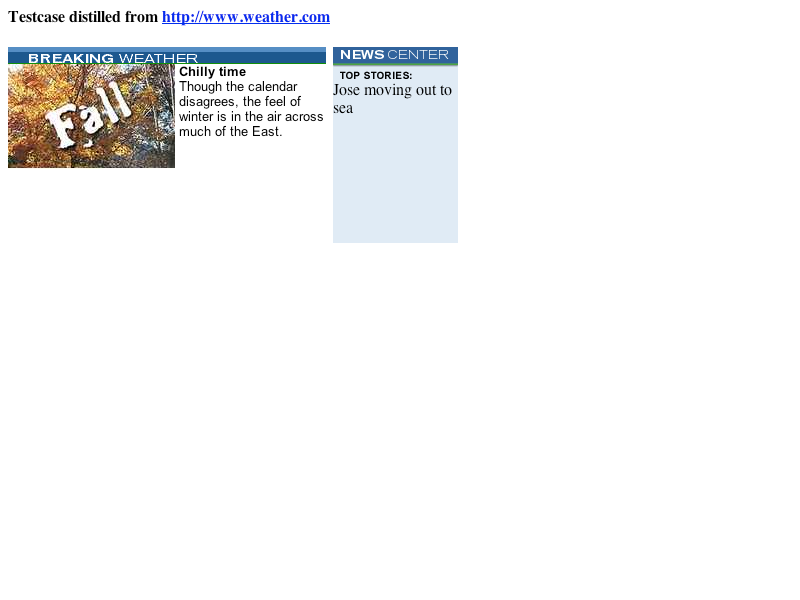 Testcase distilled from http://www.weather.com
BREAKING WEATHER
Fall
Chilly time
Though the calendar
disagrees, the feel of
winter is in the air across
much of the East.
NEWS CENTER
TOP STORIES:
Jose moving out to
sea